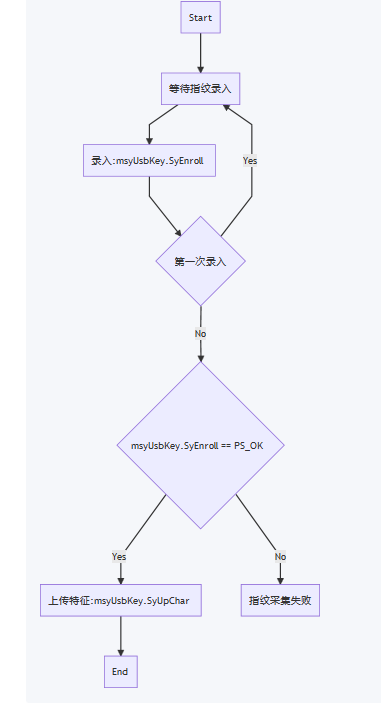 Start
等待指纹录入
录入:msyUsbKey.SyEnroll
Yes
第一次录入
No
msyUsbKey.SyEnroll == PS_OK
Yes
No
上传特征:msyUsbKey.SyUpChar
指纹采集失败
End